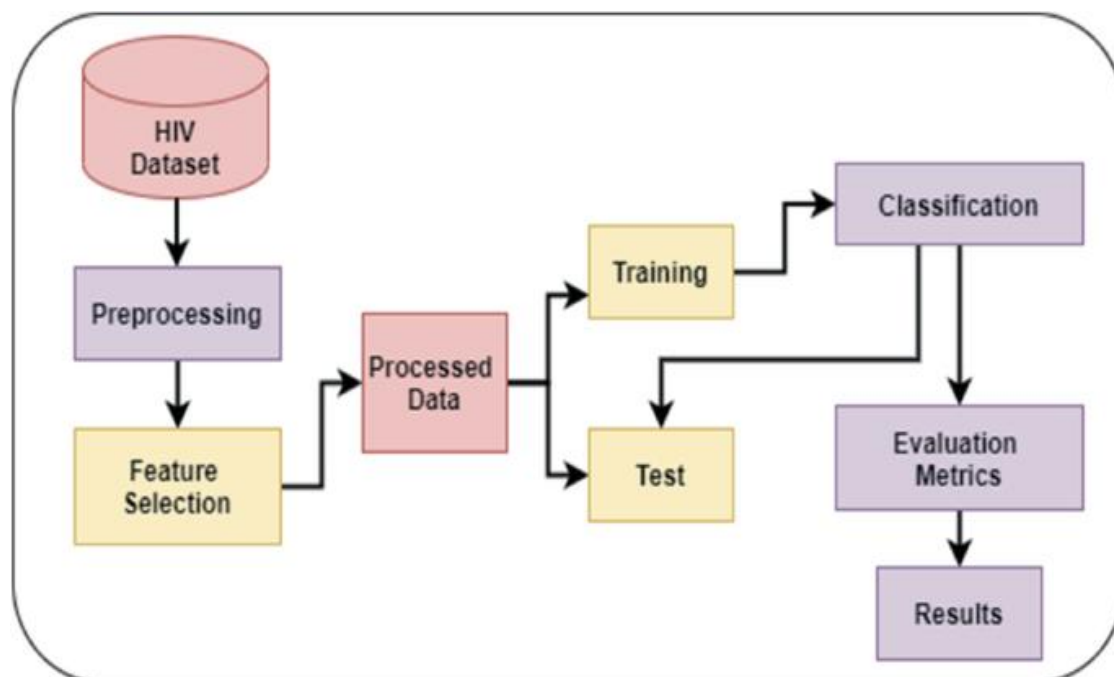 HIV
Dataset
Preprocessing
Feature
Selection
Processed
Data
Training
Test
Classification
Evaluation
Metrics
Results